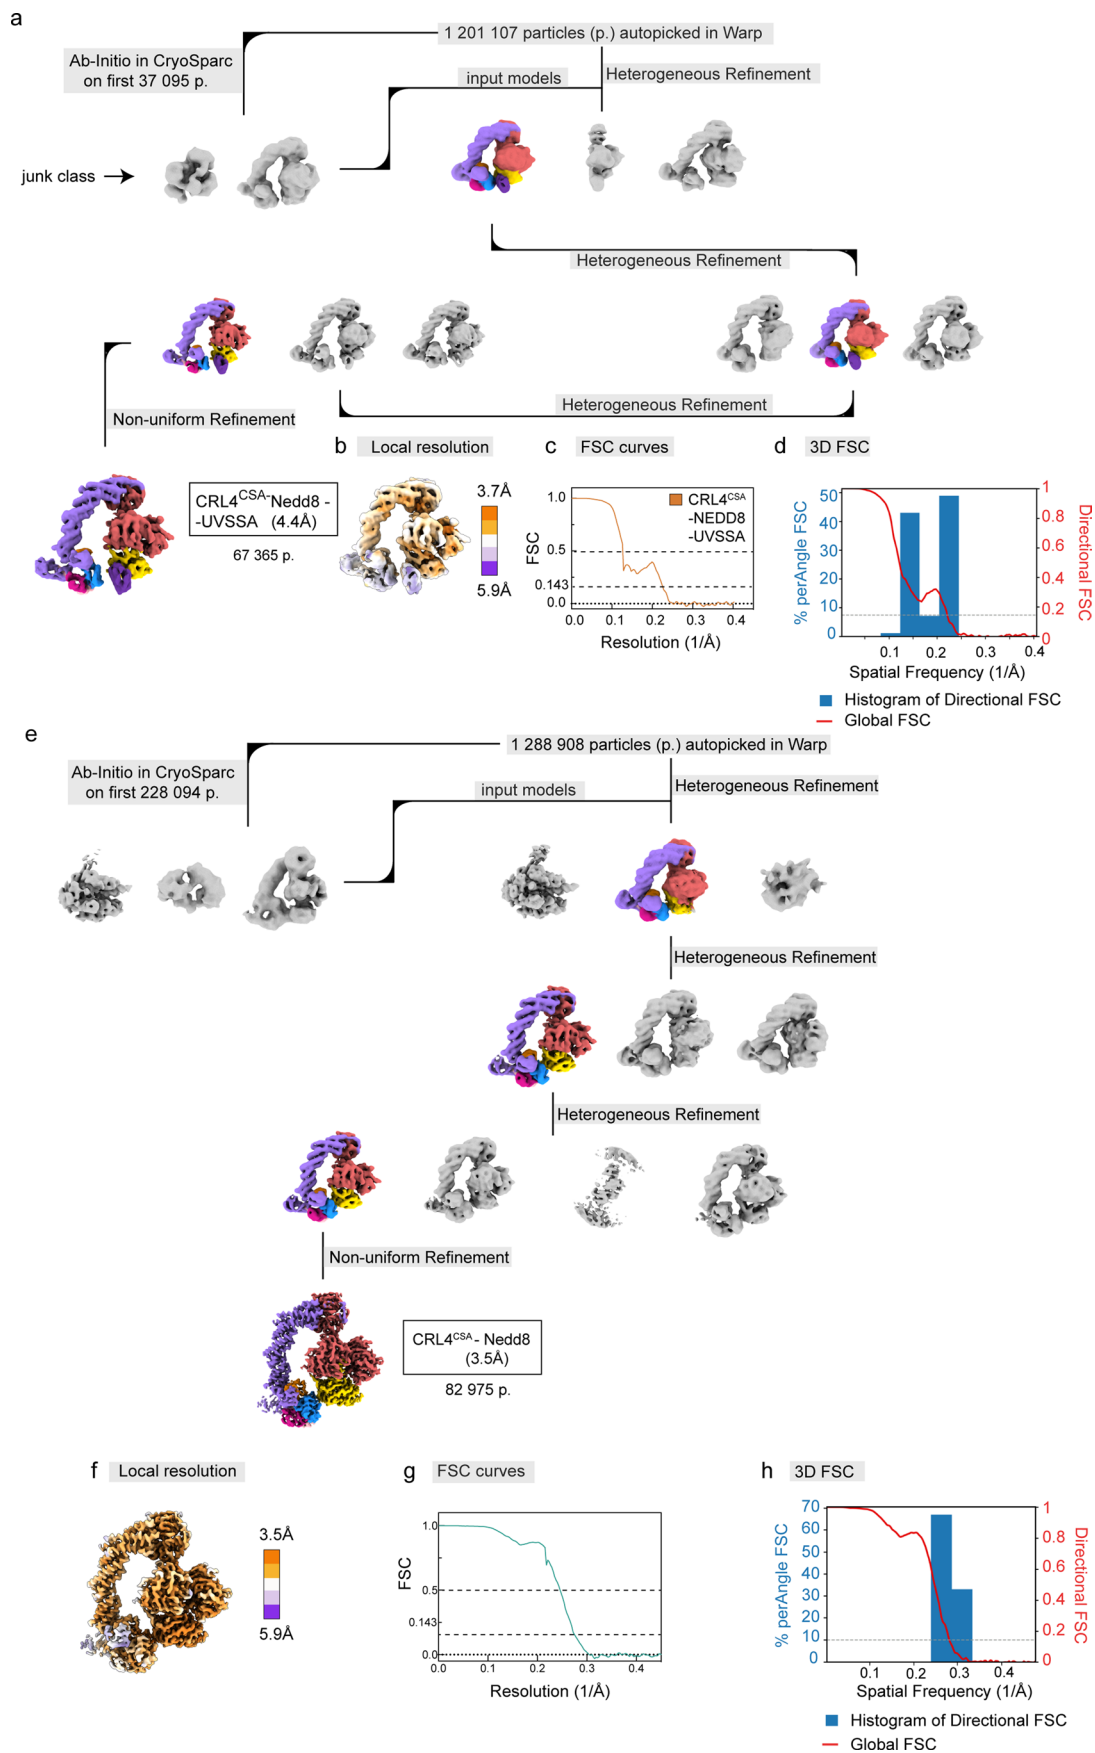 a
1 201 107 particles (p.) autopicked in Warp
Ab-Initio in CryoSparc
on first 37 095 p.
input models
Heterogeneous Refinement
junk class
Heterogeneous Refinement
Heterogeneous Refinement
Non-uniform Refinement
CRL4CSA-Nedd8 -
-UVSSA (4.4Å)
67 365 p.
b
Local resolution
3.7Å
5.9Å
c
FSC curves
CRL4CSA
-NEDD8
-UVSSA
FSC
1.0
0.5
0.143
0.0
0.0 0.1 0.2 0.3 0.4
Resolution (1/Å)
d
3D FSC
% perAngle FSC
50
40
30
20
10
0
1
0.8
0.6
0.4
0.2
0
Directional FSC
0.1 0.2 0.3 0.4
Spatial Frequency (1/Å)
Histogram of Directional FSC
Global FSC
e
1 288 908 particles (p.) autopicked in Warp
Ab-Initio in CryoSparc
on first 228 094 p.
input models
Heterogeneous Refinement
Heterogeneous Refinement
Heterogeneous Refinement
Non-uniform Refinement
CRL4CSA- Nedd8
(3.5Å)
82 975 p.
f
Local resolution
3.5Å
5.9Å
g
FSC curves
FSC
1.0
0.5
0.143
0.0
0.0 0.1 0.2 0.3 0.4
Resolution (1/Å)
h
3D FSC
% perAngle FSC
70
60
50
40
30
20
10
0
1
0.8
0.6
0.4
0.2
0
Directional FSC
0.1 0.2 0.3 0.4
Spatial Frequency (1/Å)
Histogram of Directional FSC
Global FSC